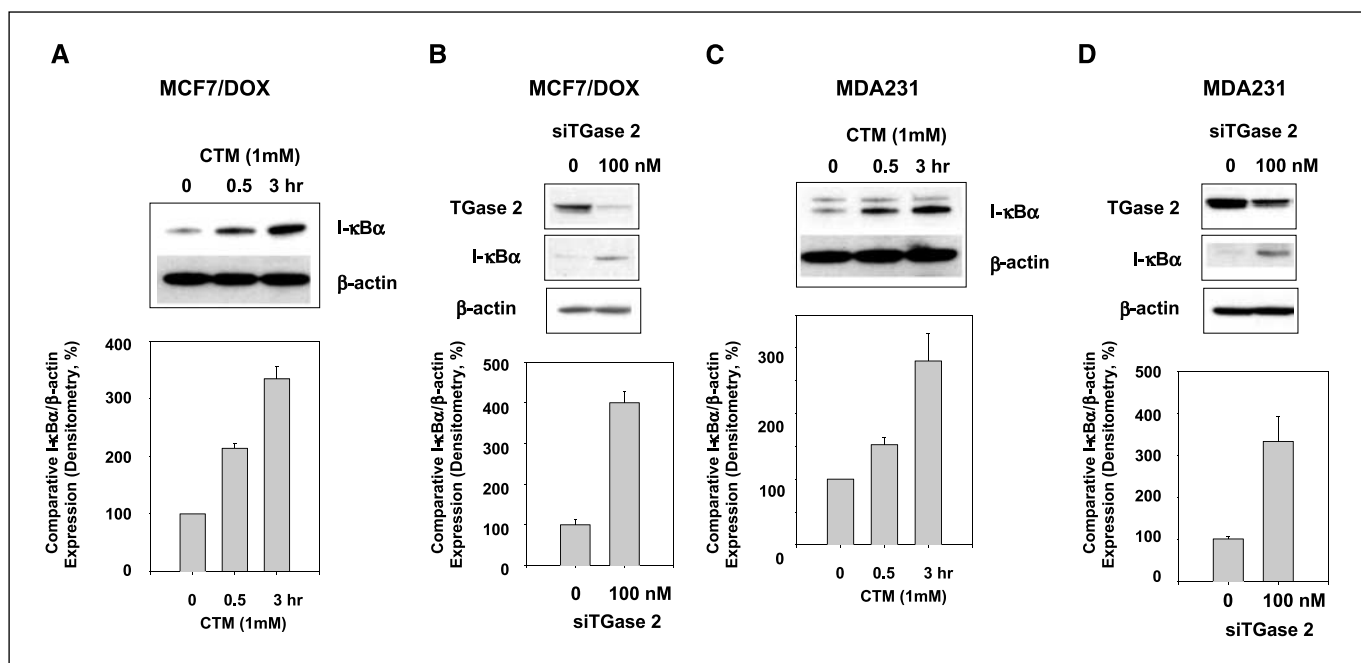 A
MCF7/DOX
CTM (1mM)
0 0.5 3 hr
I-κBα
β-actin
Comparative I-κBα/β-actin
Expression (Densitometry, %)
400
300
200
100
0
0 0.5 3 hr
CTM (1mM)
B
MCF7/DOX
siTGase 2
0 100 nM
TGase 2
I-κBα
β-actin
Comparative I-κBα/β-actin
Expression (Densitometry, %)
500
400
300
200
100
0
0 100 nM
siTGase 2
C
MDA231
CTM (1mM)
0 0.5 3 hr
I-κBα
β-actin
Comparative I-κBα/β-actin
Expression (Densitometry, %)
300
200
100
0
0 0.5 3 hr
CTM (1mM)
D
MDA231
siTGase 2
0 100 nM
TGase 2
I-κBα
β-actin
Comparative I-κBα/β-actin
Expression (Densitometry, %)
500
400
300
200
100
0
0 100 nM
siTGase 2